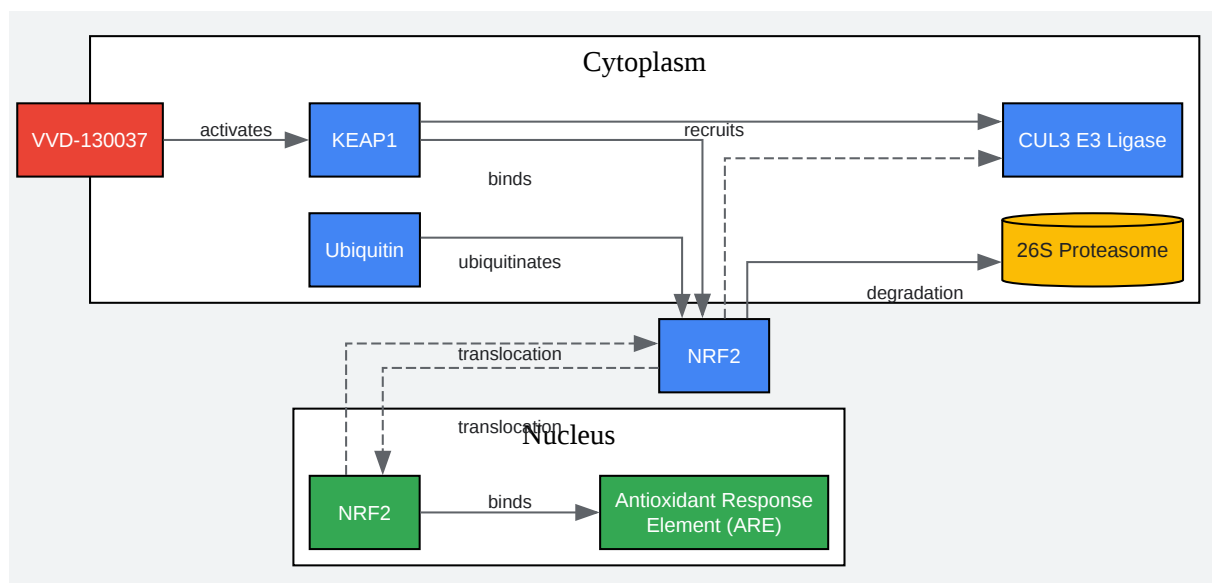 Cytoplasm
VVD-130037
activates
KEAP1
recruits
CUL3 E3 Ligase
binds
Ubiquitin
ubiquitinates
26S Proteasome
degradation
NRF2
translocation
translocation
Nucleus
NRF2
binds
Antioxidant Response
Element (ARE)